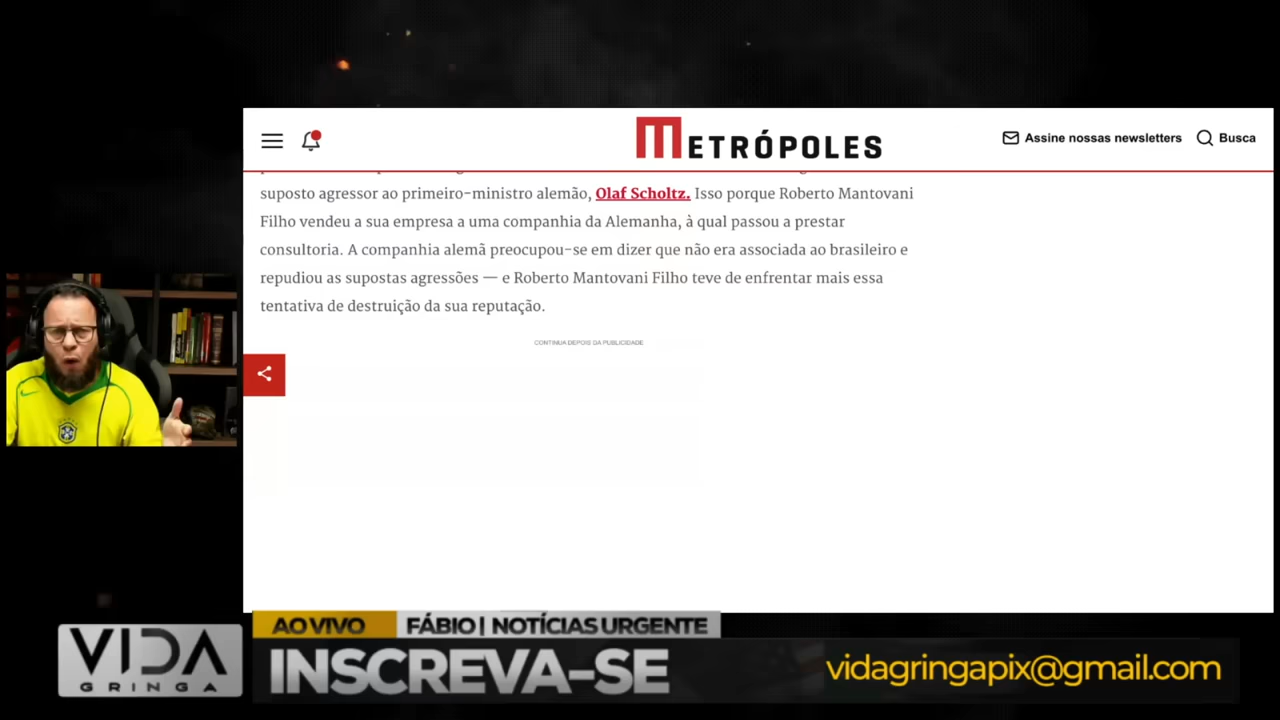 METRÓPOLES
Assine nossas newsletters
Busca
suposto agressor ao primeiro-ministro alemão, Olaf Scholtz. Isso porque Roberto Mantovani
Filho vendeu a sua empresa a uma companhia da Alemanha, à qual passou a prestar
consultoria. A companhia alemã preocupou-se em dizer que não era associada ao brasileiro e
repudiou as supostas agressões — e Roberto Mantovani Filho teve de enfrentar mais essa
tentativa de destruição da sua reputação.
CONTINUA DEPOIS DA PUBLICIDADE
AO VIVO
FÁBIO | NOTÍCIAS URGENTE
VIDA
GRINGA
INSCREVA-SE
vidagringapix@gmail.com